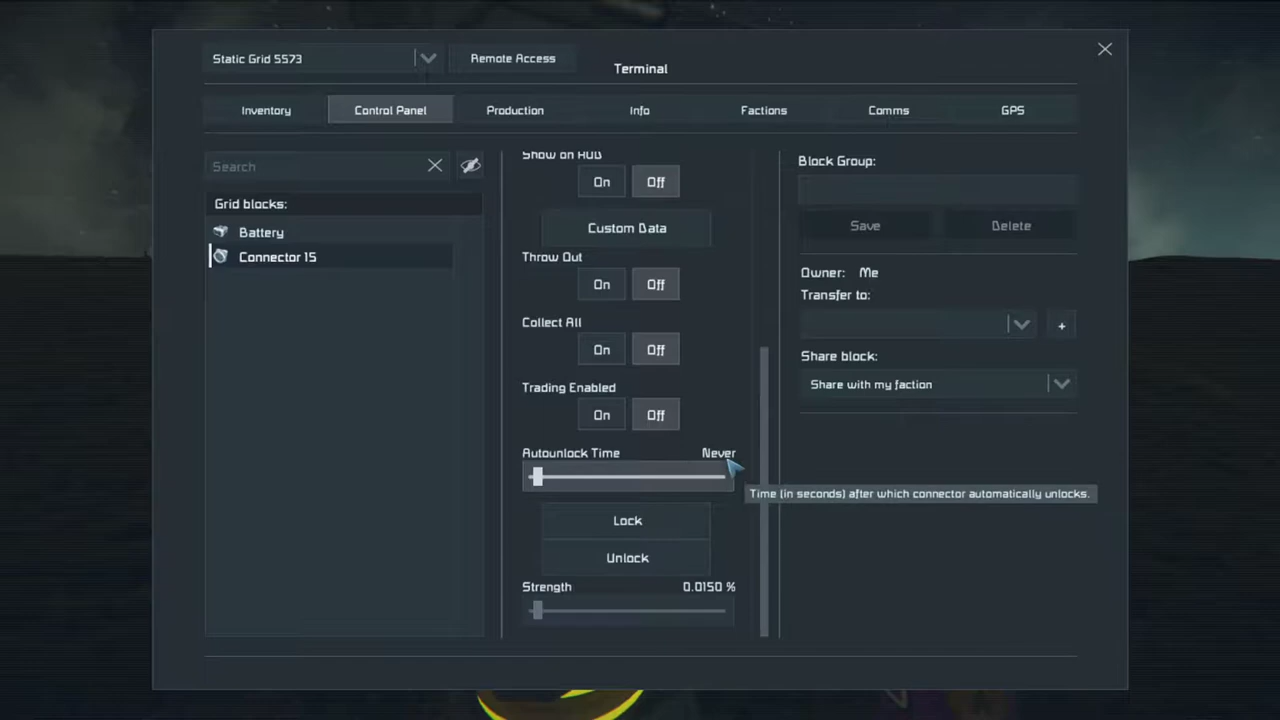 Static Grid 5573
Remote Access
Terminal
Inventory
Control Panel
Production
Info
Factions
Comms
GPS
Search
Grid blocks:
Battery
Connector 15
Show on HUD
On
Off
Custom Data
Throw Out
On
Off
Collect All
On
Off
Trading Enabled
On
Off
Autounlock Time
Never
Time (in seconds) after which connector automatically unlocks.
Lock
Unlock
Strength
0.0150 %
Block Group:
Save
Delete
Owner: Me
Transfer to:
+
Share block:
Share with my faction